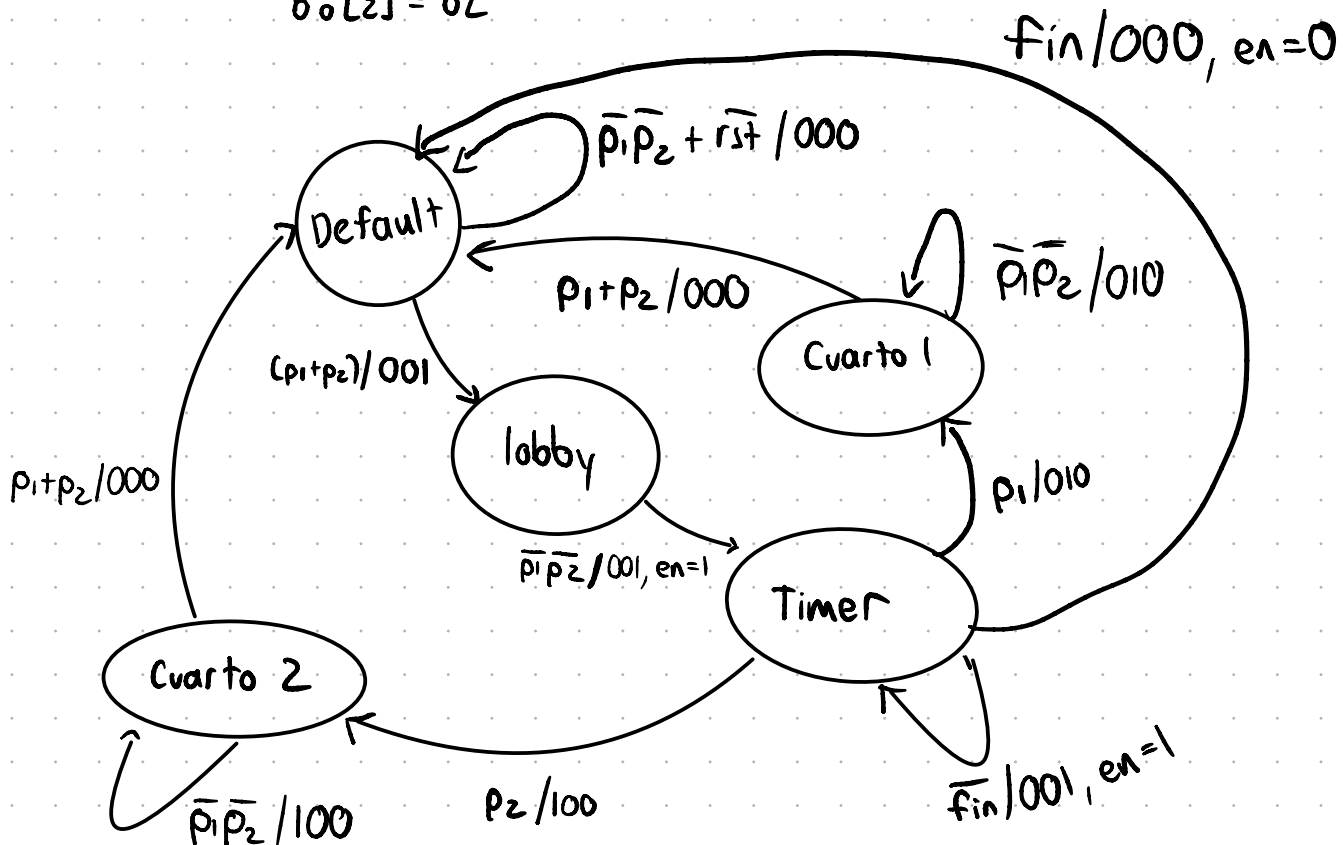 fin/000, en=0
p̅1p̅2 + r̅s̅t̅ /000
Default
p1+p2/000
p̅1p̅2/010
Cuarto 1
(p1+p2)/001
lobby
p1+p2/000
p1/010
p̅1p̅2/001, en=1
Timer
Cuarto 2
p̅1p̅2/100
p2/100
f̅i̅n̅/001, en=1